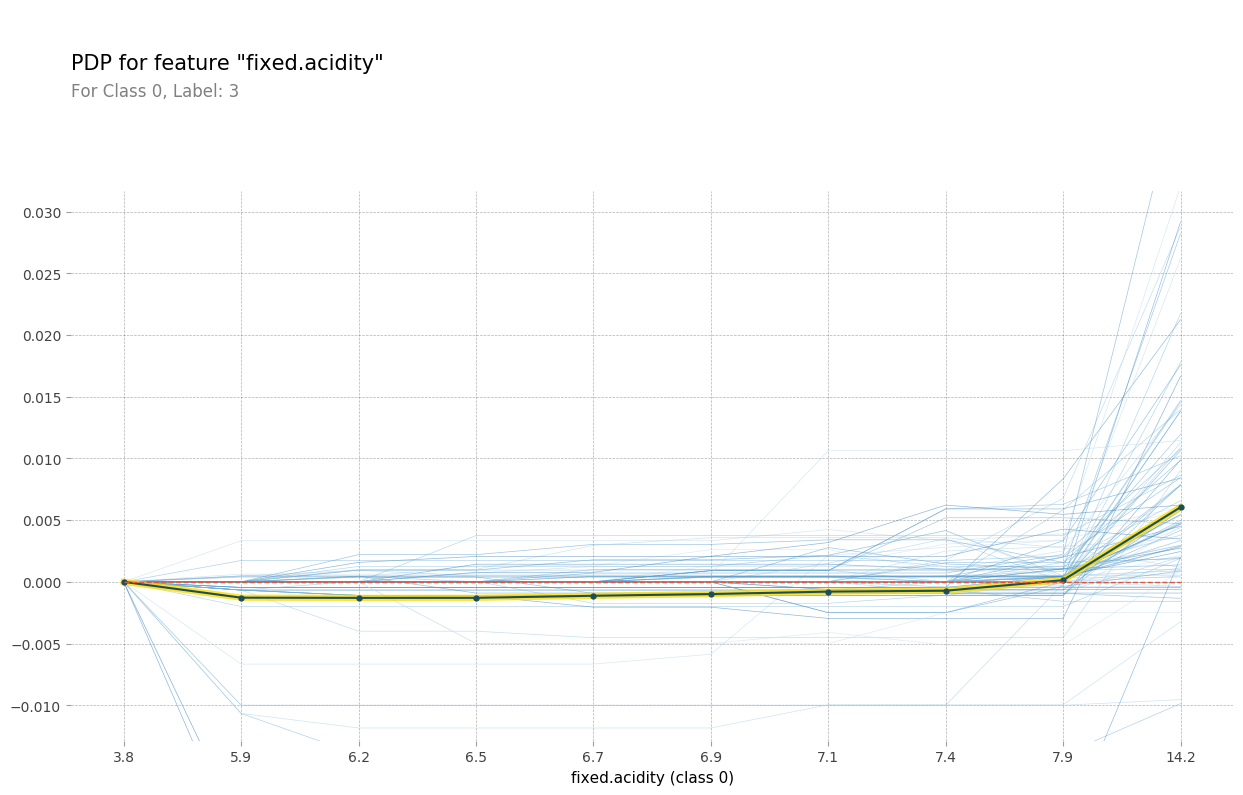 PDP for feature "fixed.acidity"
For Class 0, Label: 3
0.030
0.025
0.020
0.015
0.010
0.005
0.000
−0.005
−0.010
3.8 5.9 6.2 6.5 6.7 6.9 7.1 7.4 7.9 14.2
fixed.acidity (class 0)